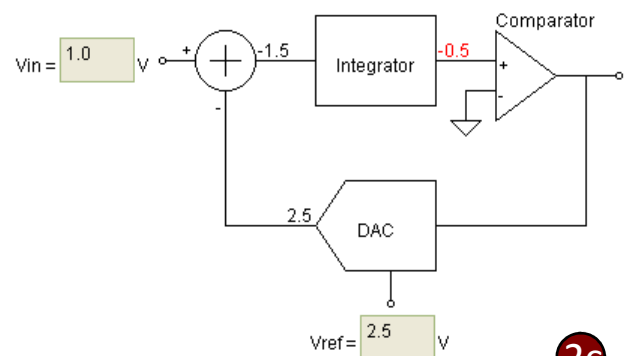 Comparator
Vin = 1.0 V
+
-1.5
Integrator
-0.5
+
-
-
2.5
DAC
Vref = 2.5 V